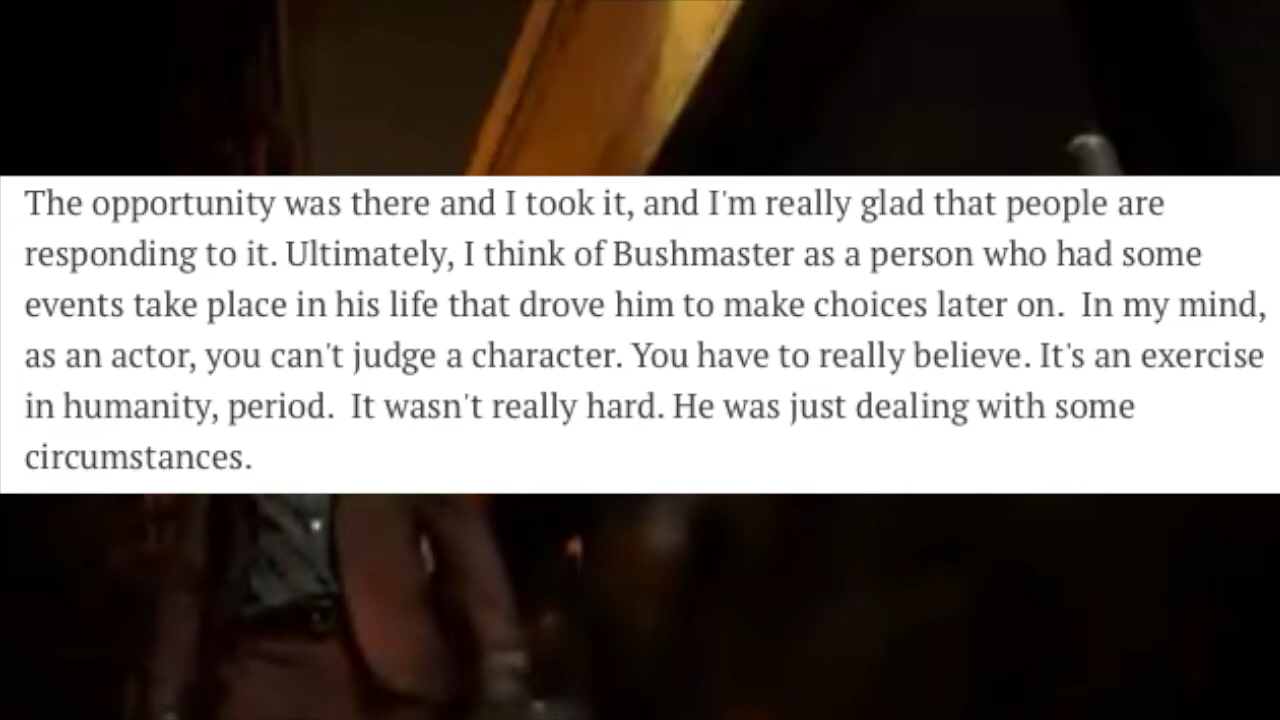 The opportunity was there and I took it, and I'm really glad that people are
responding to it. Ultimately, I think of Bushmaster as a person who had some
events take place in his life that drove him to make choices later on.  In my mind,
as an actor, you can't judge a character. You have to really believe. It's an exercise
in humanity, period.  It wasn't really hard. He was just dealing with some
circumstances.